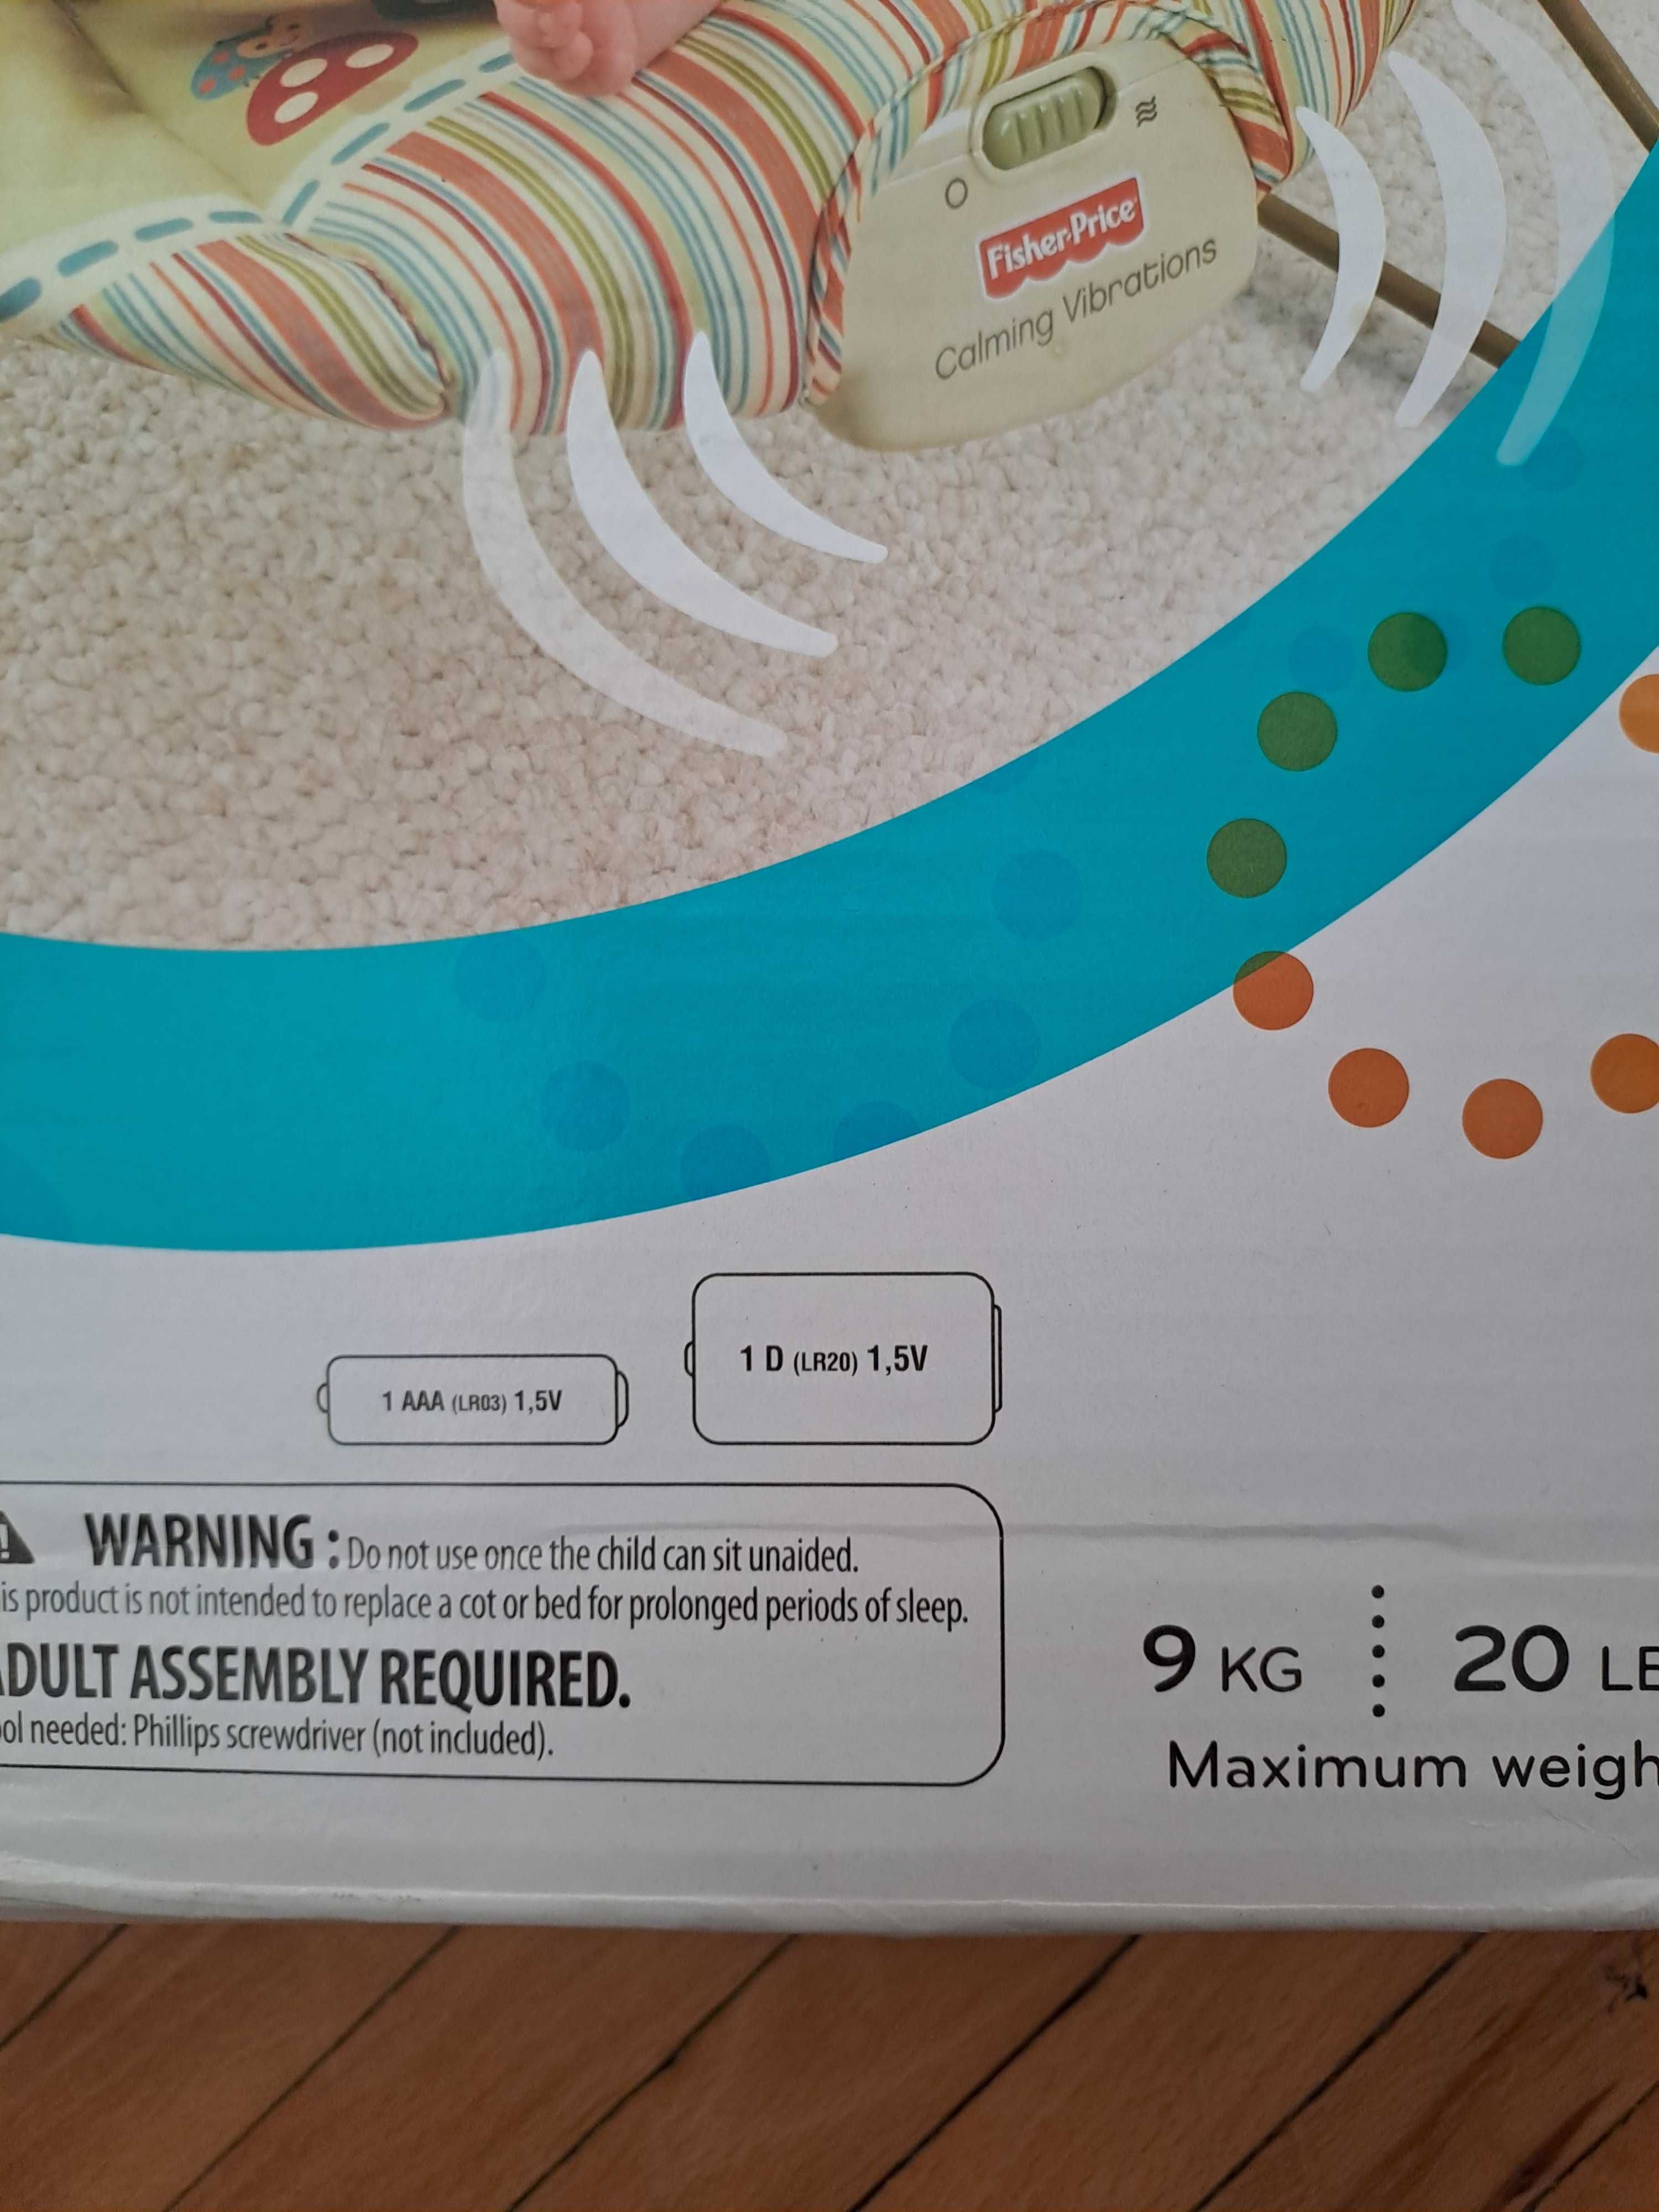 Fisher-Price
Calming Vibrations
1 AAA (LR03) 1,5V
1 D (LR20) 1,5V
WARNING : Do not use once the child can sit unaided.
is product is not intended to replace a cot or bed for prolonged periods of sleep.
DULT ASSEMBLY REQUIRED.
ol needed: Phillips screwdriver (not included).
9 KG 20 LB
Maximum weigh